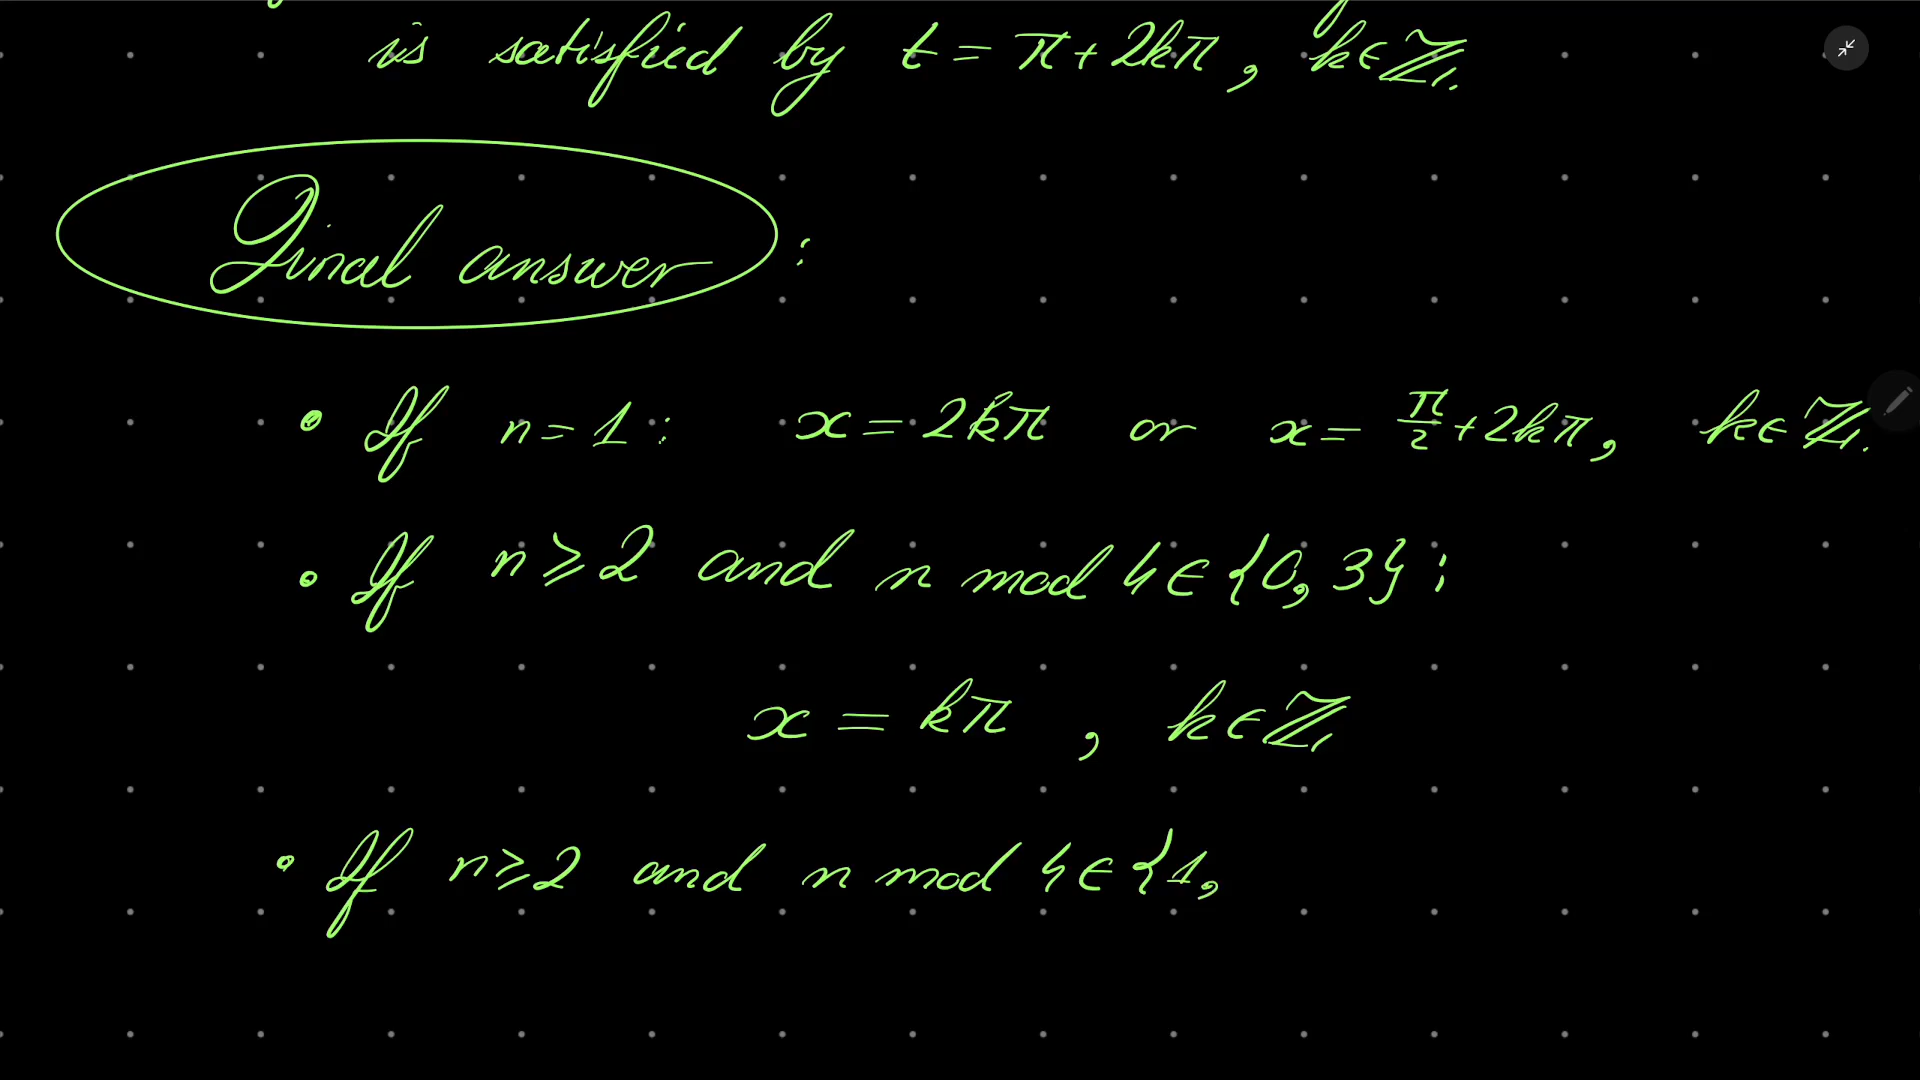 is satisfied by t = π + 2kπ, k∈ℤ.
Final answer :
• If n = 1 : x = 2kπ or x = π/2 + 2kπ, k∈ℤ.
• If n ⩾ 2 and n mod 4 ∈ {0, 3} :
x = kπ , k∈ℤ
• If n ⩾ 2 and n mod 4 ∈ {1,